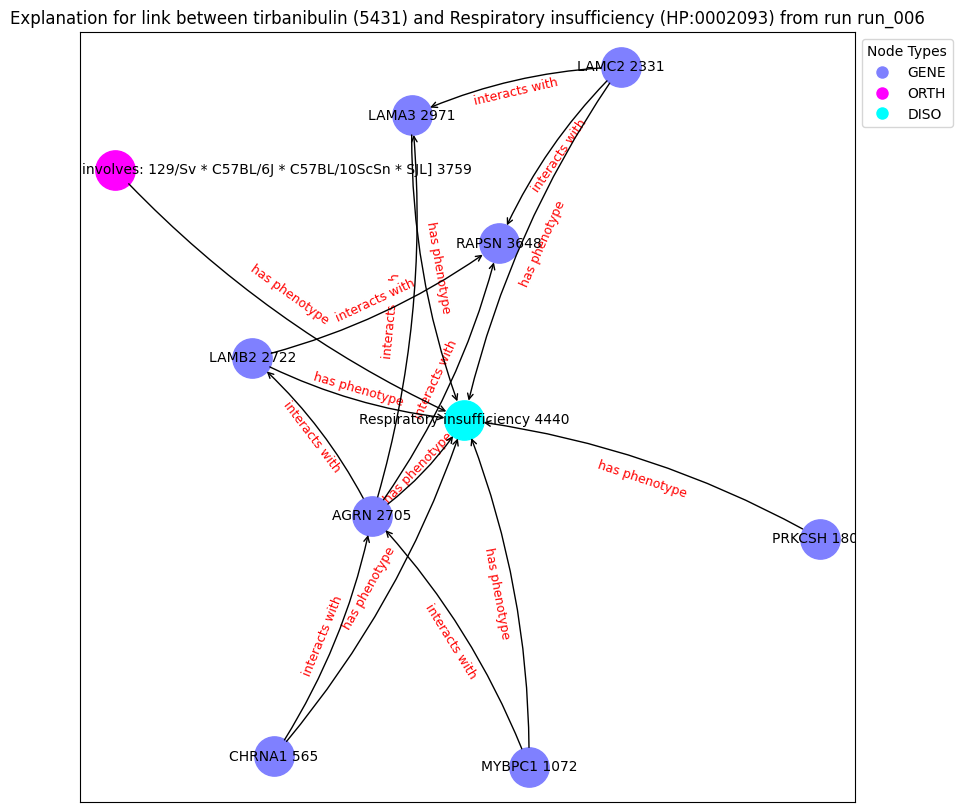 Explanation for link between tirbanibulin (5431) and Respiratory insufficiency (HP:0002093) from run run_006
Node Types
GENE
ORTH
DISO
LAMC2 2331
interacts with
LAMA3 2971
interacts with
involves: 129/Sv * C57BL/6J * C57BL/10ScSn * SJL] 3759
has phenotype
RAPSN 3648
has phenotype
has phenotype
interacts with
interacts
LAMB2 2722
has phenotype
interacts with
Respiratory insufficiency 4440
interacts with
has phenotype
has phenotype
AGRN 2705
PRKCSH 180
has phenotype
has phenotype
interacts with
interacts with
CHRNA1 565
MYBPC1 1072